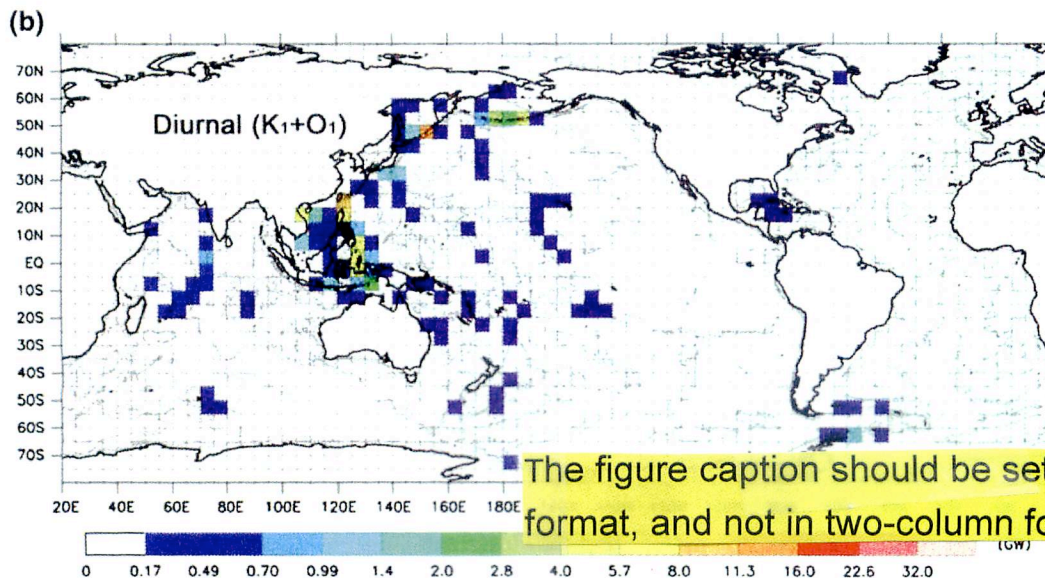 (b)
70N
60N
50N
40N
30N
20N
10N
EQ
10S
20S
30S
40S
50S
60S
70S
Diurnal (K₁+O₁)
20E 40E 60E 80E 100E 120E 140E 160E 180E
The figure caption should be set
format, and not in two-column
(GW)
0 0.17 0.49 0.70 0.99 1.4 2.0 2.8 4.0 5.7 8.0 11.3 16.0 22.6 32.0